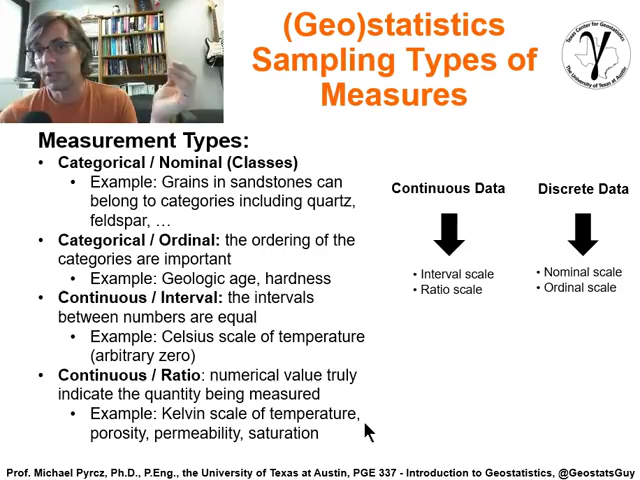 (Geo)statistics
Sampling Types of
Measures
Texas Center for Geostatistics
γ
The University of Texas at Austin
Measurement Types:
• Categorical / Nominal (Classes)
• Example: Grains in sandstones can
belong to categories including quartz,
feldspar, …
• Categorical / Ordinal: the ordering of the
categories are important
• Example: Geologic age, hardness
• Continuous / Interval: the intervals
between numbers are equal
• Example: Celsius scale of temperature
(arbitrary zero)
• Continuous / Ratio: numerical value truly
indicate the quantity being measured
• Example: Kelvin scale of temperature,
porosity, permeability, saturation
Continuous Data
• Interval scale
• Ratio scale
Discrete Data
• Nominal scale
• Ordinal scale
Prof. Michael Pyrcz, Ph.D., P.Eng., the University of Texas at Austin, PGE 337 - Introduction to Geostatistics, @GeostatsGuy